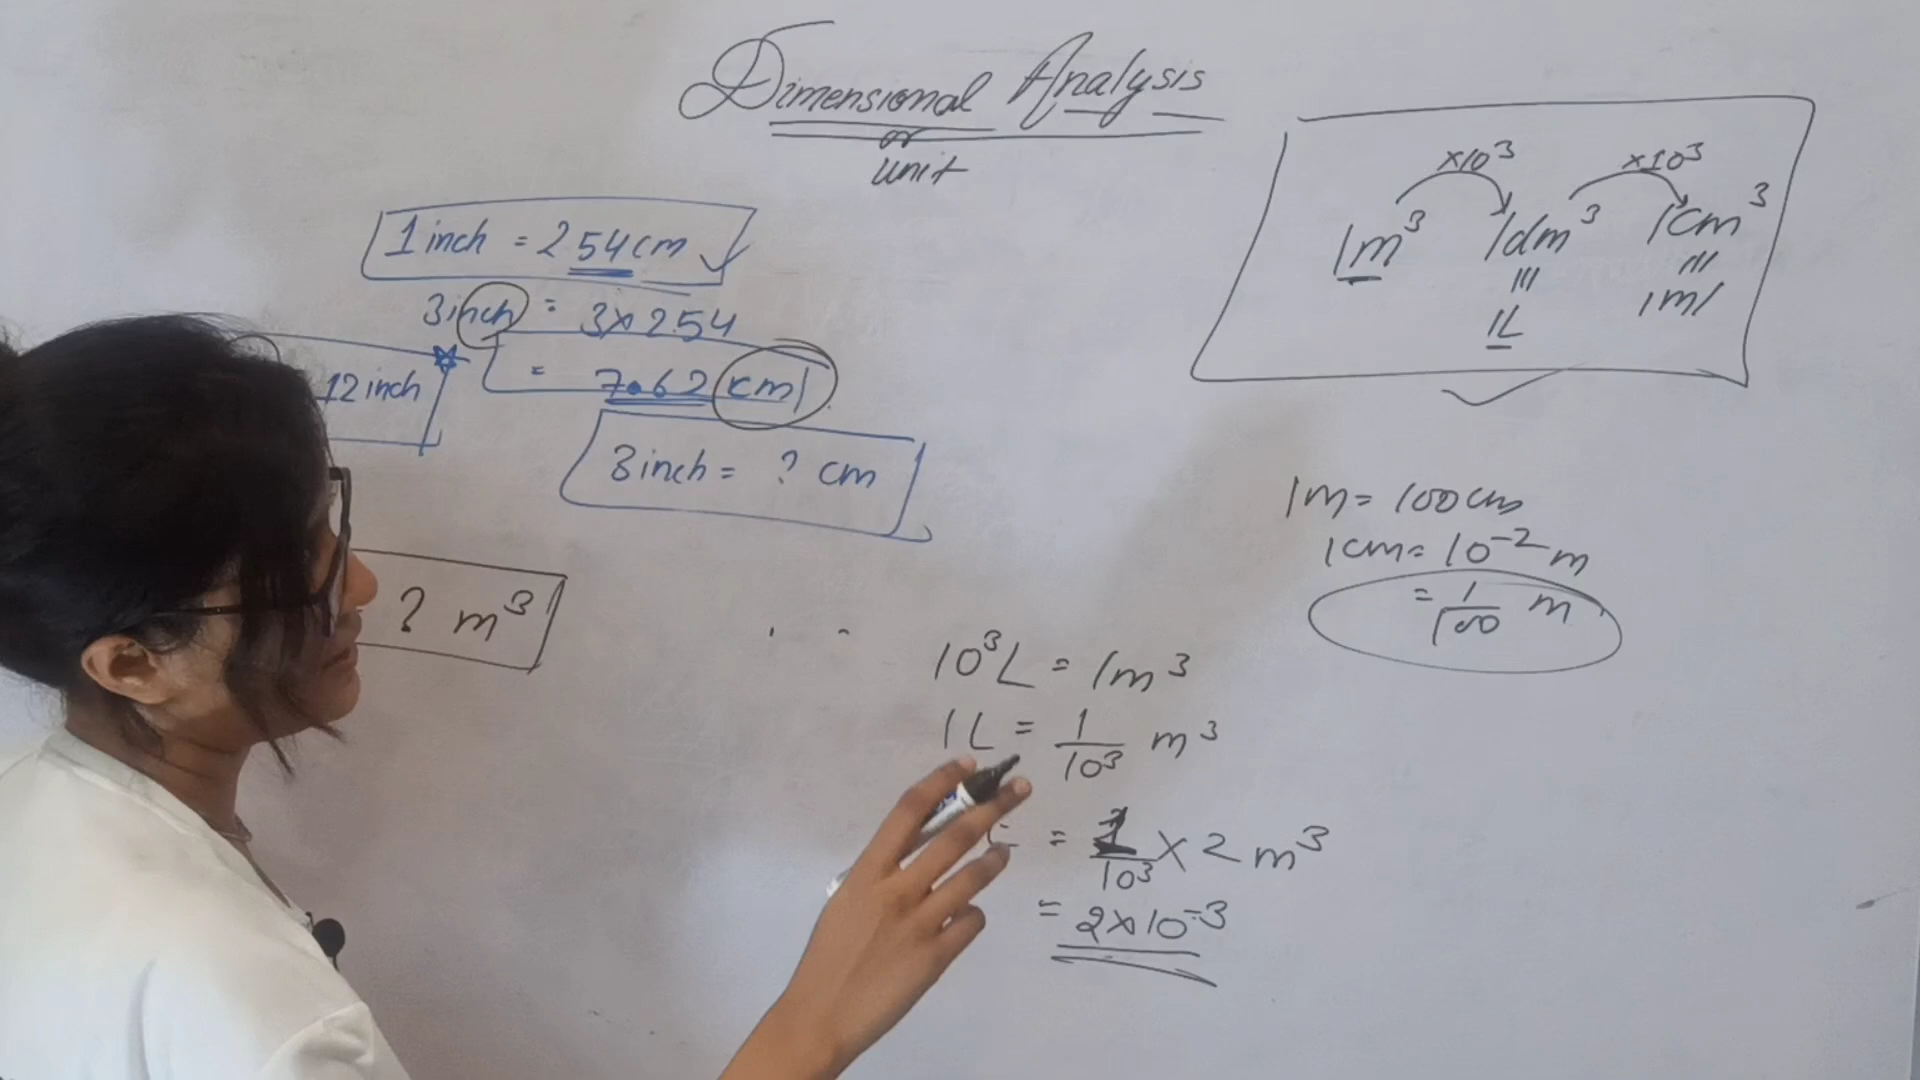 Dimensional Analysis
or
unit
1 inch = 2.54 cm ✓
3 inch = 3×2.54
= 7.62 cm
12 inch
3 inch = ? cm
? m³
×10³ ×10³
1m³ 1dm³ 1cm³
≡ ≡
1L 1ml
1m = 100 cm
1cm = 10⁻² m
= 1/100 m
10³L = 1m³
1L = 1/10³ m³
= 1/10³ × 2 m³
= 2×10⁻³